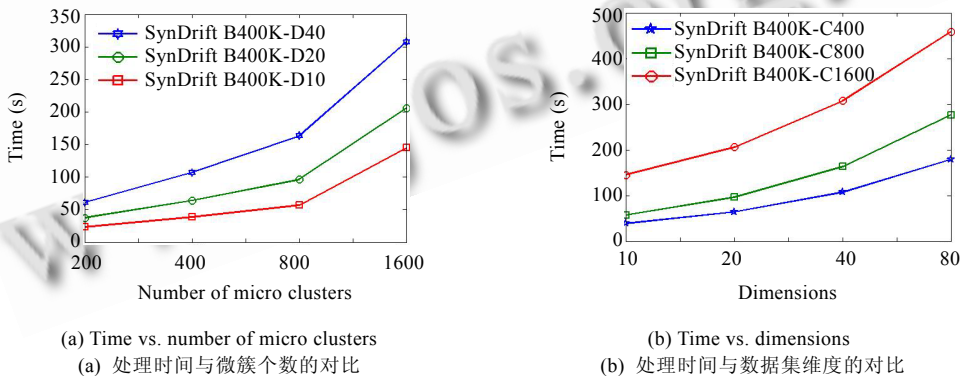 350
300
250
200
150
100
50
0
Time (s)
SynDrift B400K-D40
SynDrift B400K-D20
SynDrift B400K-D10
200 400 800 1600
Number of micro clusters
(a) Time vs. number of micro clusters
(a) 处理时间与微簇个数的对比
500
400
300
200
100
0
Time (s)
SynDrift B400K-C400
SynDrift B400K-C800
SynDrift B400K-C1600
10 20 40 80
Dimensions
(b) Time vs. dimensions
(b) 处理时间与数据集维度的对比